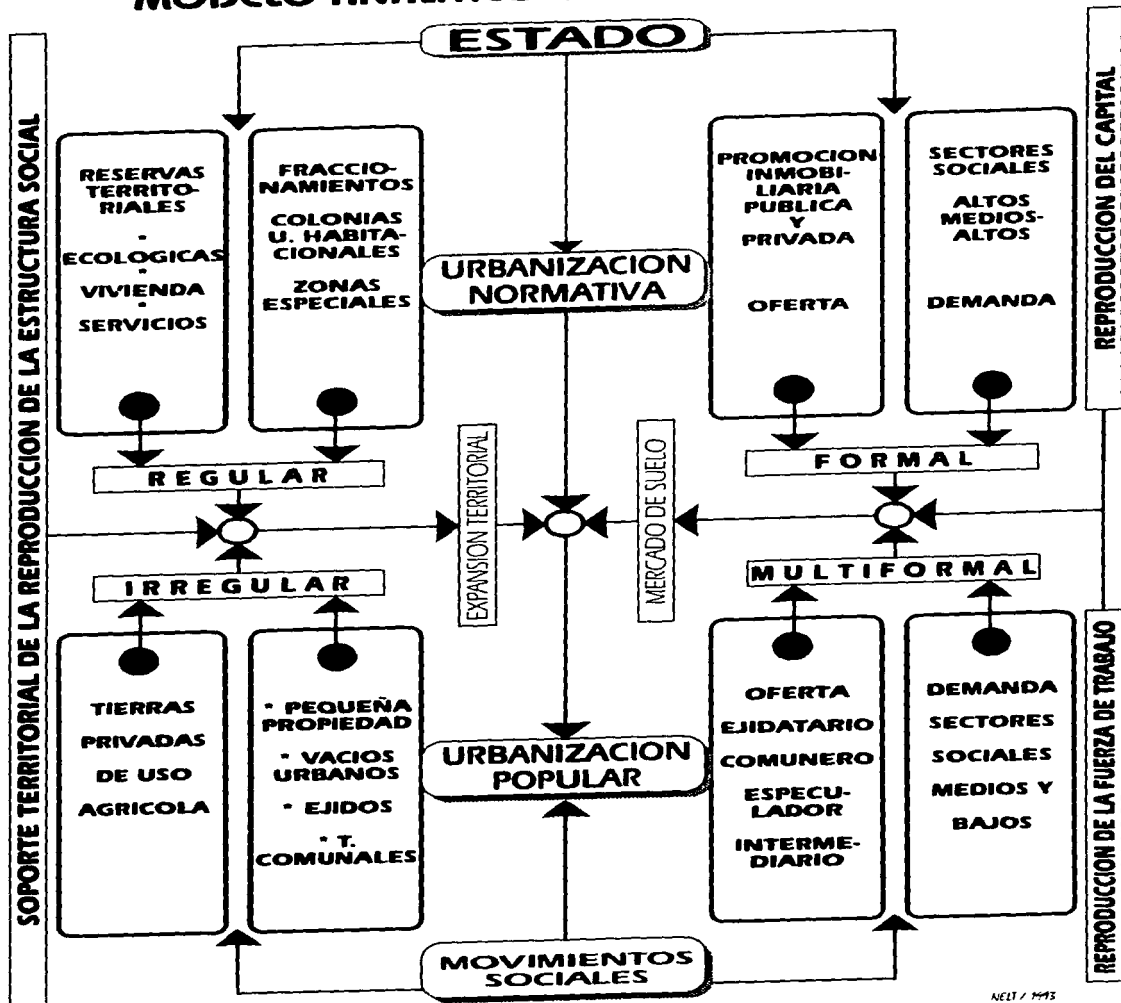 ESTADO
SOPORTE TERRITORIAL DE LA REPRODUCCION DE LA ESTRUCTURA SOCIAL
RESERVAS
TERRITO-
RIALES
*
ECOLOGICAS
*
VIVIENDA
*
SERVICIOS
FRACCIO-
NAMIENTOS
COLONIAS
U. HABITA-
CIONALES
ZONAS
ESPECIALES
URBANIZACION
NORMATIVA
PROMOCION
INMOBI-
LIARIA
PUBLICA
Y
PRIVADA
OFERTA
SECTORES
SOCIALES
ALTOS
MEDIOS-
ALTOS
DEMANDA
REPRODUCCION DEL CAPITAL
REGULAR
EXPANSION TERRITORIAL
MERCADO DE SUELO
FORMAL
IRREGULAR
MULTIFORMAL
TIERRAS
PRIVADAS
DE USO
AGRICOLA
* PEQUEÑA
PROPIEDAD
* VACIOS
URBANOS
* EJIDOS
* T.
COMUNALES
URBANIZACION
POPULAR
OFERTA
EJIDATARIO
COMUNERO
ESPECU-
LADOR
INTERME-
DIARIO
DEMANDA
SECTORES
SOCIALES
MEDIOS Y
BAJOS
REPRODUCCION DE LA FUERZA DE TRABAJO
MOVIMIENTOS
SOCIALES
NELT / 1993